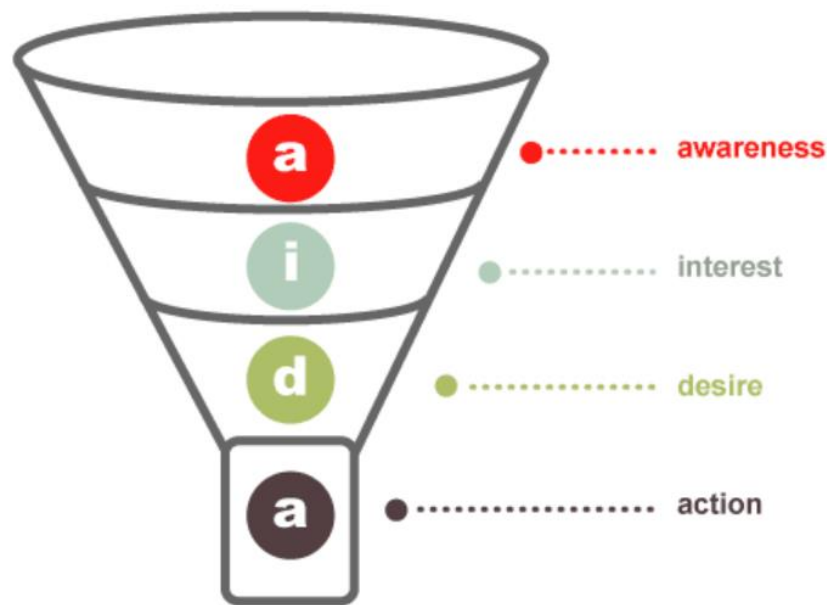 a awareness
i interest
d desire
a action